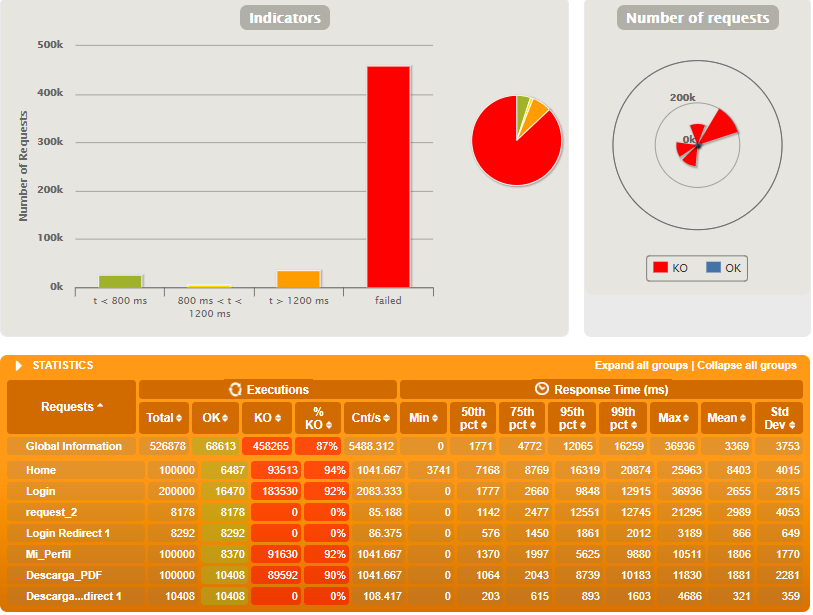 Indicators
Number of requests
500k
400k
300k
200k
100k
0k
Number of Requests
t < 800 ms
800 ms < t <
1200 ms
t > 1200 ms
failed
200k
0k
KO
OK
STATISTICS
Expand all groups | Collapse all groups
Requests
Executions
Response Time (ms)
Total OK KO % KO Cnt/s Min 50th pct 75th pct 95th pct 99th pct Max Mean Std Dev
Global Information 526878 68613 458265 87% 5488.312 0 1771 4772 12065 16259 36936 3369 3753
Home 100000 6487 93513 94% 1041.667 3741 7168 8769 16319 20874 25963 8403 4015
Login 200000 16470 183530 92% 2083.333 0 1777 2660 9848 12915 36936 2655 2815
request_2 8178 8178 0 0% 85.188 0 1142 2477 12551 12745 21295 2989 4053
Login Redirect 1 8292 8292 0 0% 86.375 0 576 1450 1861 2012 3189 866 649
Mi_Perfil 100000 8370 91630 92% 1041.667 0 1370 1997 5625 9880 10511 1806 1770
Descarga_PDF 100000 10408 89592 90% 1041.667 0 1064 2043 8739 10183 11830 1881 2281
Descarga...direct 1 10408 10408 0 0% 108.417 0 203 615 893 1603 4686 321 359